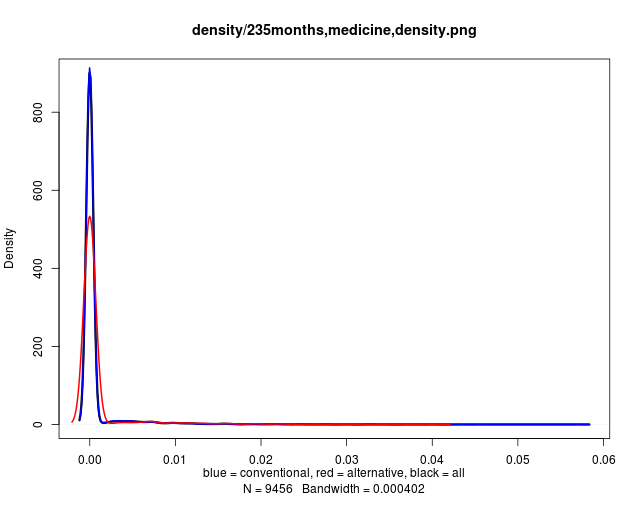 density/235months,medicine,density.png
Density
0
200
400
600
800
0.00 0.01 0.02 0.03 0.04 0.05 0.06
blue = conventional, red = alternative, black = all
N = 9456 Bandwidth = 0.000402